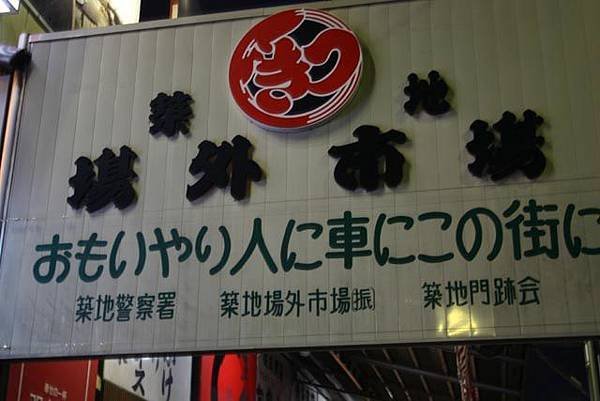 築地
場外市場
おもいやり人に車にこの街に
築地警察署 築地場外市場㈲振 築地門跡会